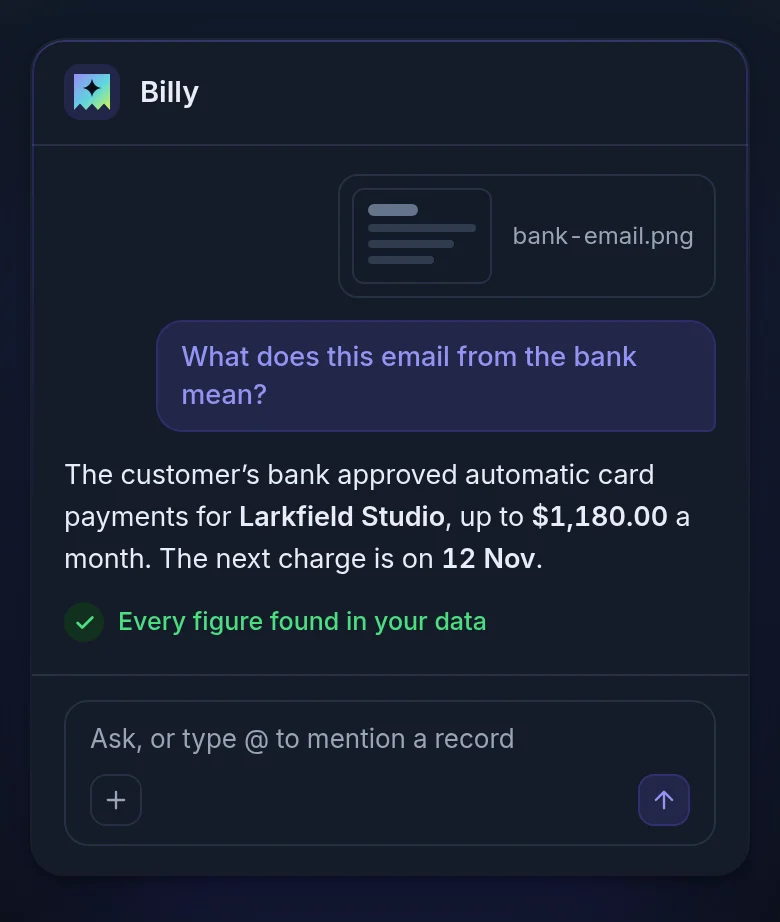 Billy
bank-email.png
What does this email from the bank
mean?
The customer’s bank approved automatic card
payments for Larkfield Studio, up to $1,180.00 a
month. The next charge is on 12 Nov.
Every figure found in your data
Ask, or type @ to mention a record